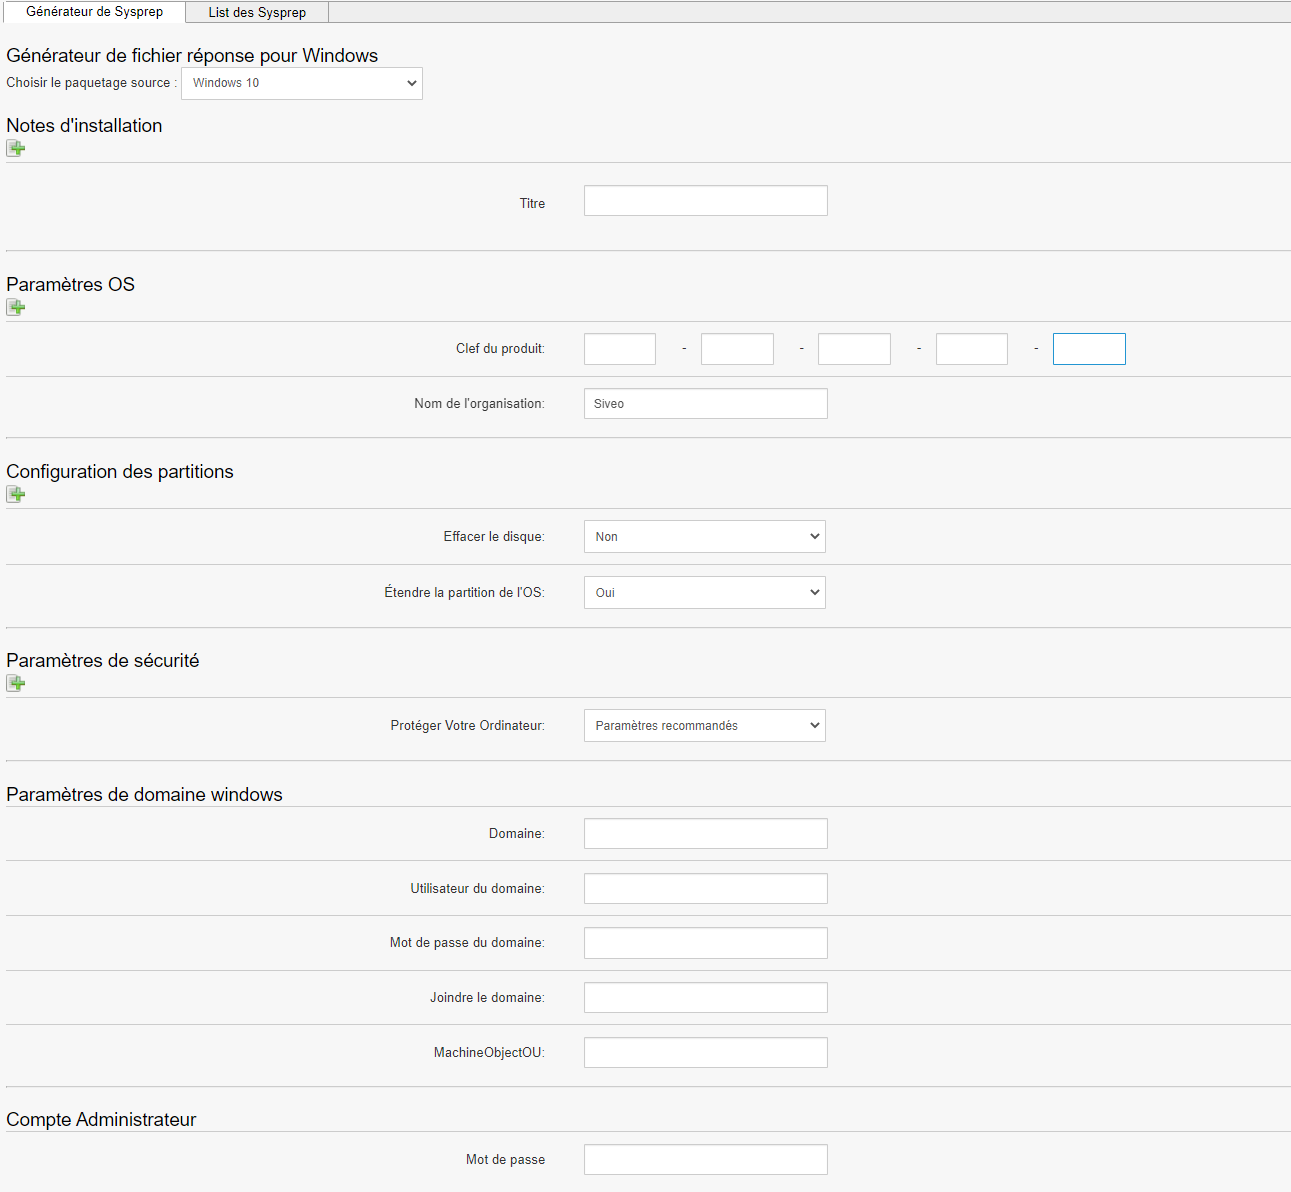 Générateur de Sysprep List des Sysprep
Générateur de fichier réponse pour Windows
Choisir le paquetage source : Windows 10
Notes d'installation
Titre
Paramètres OS
Clef du produit: - - - -
Nom de l'organisation: Siveo
Configuration des partitions
Effacer le disque: Non
Étendre la partition de l'OS: Oui
Paramètres de sécurité
Protéger Votre Ordinateur: Paramètres recommandés
Paramètres de domaine windows
Domaine:
Utilisateur du domaine:
Mot de passe du domaine:
Joindre le domaine:
MachineObjectOU:
Compte Administrateur
Mot de passe